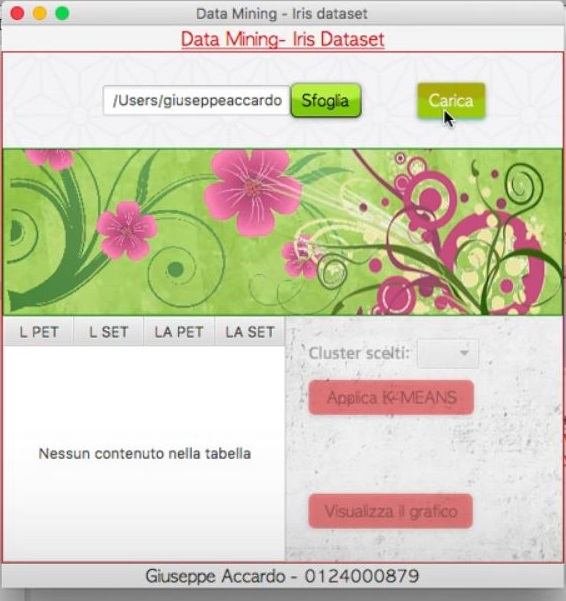 Data Mining - Iris dataset
Data Mining- Iris Dataset
/Users/giuseppeaccardo Sfoglia Carica
L PET L SET LA PET LA SET
Cluster scelti:
Applica K-MEANS
Nessun contenuto nella tabella
Visualizza il grafico
Giuseppe Accardo - 0124000879